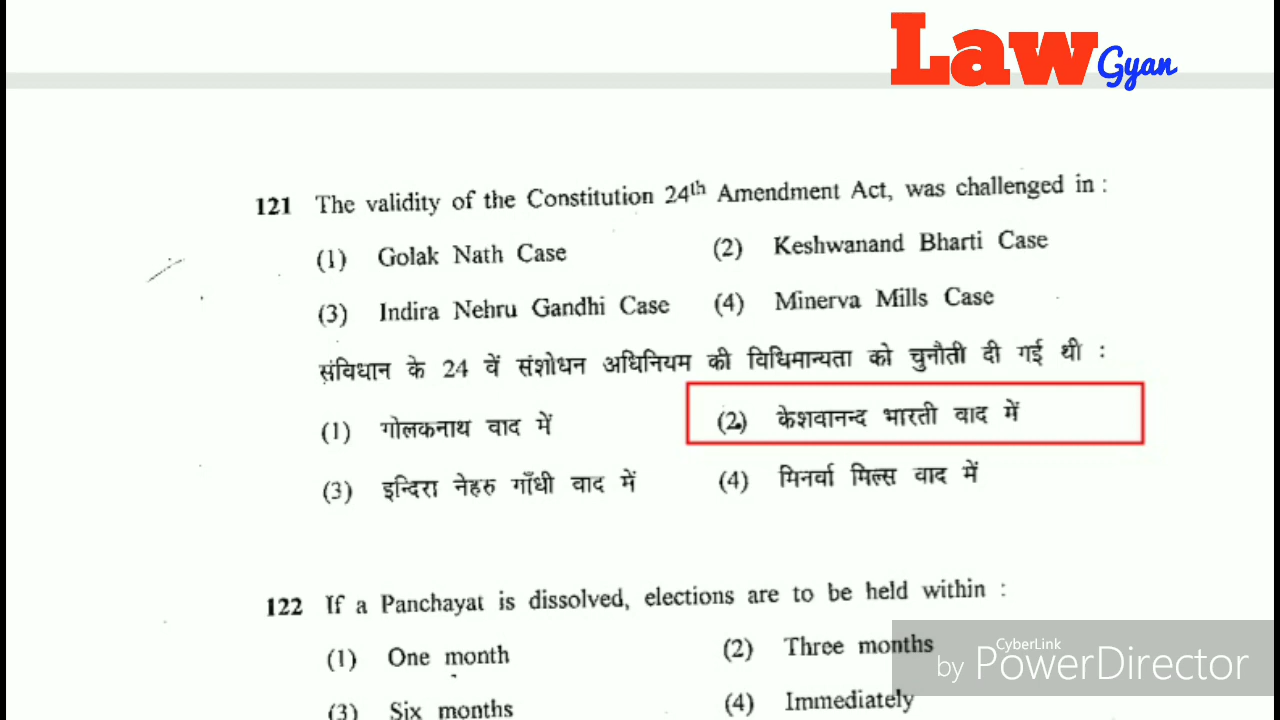 Law Gyan
121 The validity of the Constitution 24th Amendment Act, was challenged in :
(1) Golak Nath Case (2) Keshwanand Bharti Case
(3) Indira Nehru Gandhi Case (4) Minerva Mills Case
संविधान के 24 वें संशोधन अधिनियम की विधिमान्यता को चुनौती दी गई थी :
(1) गोलकनाथ वाद में (2) केशवानन्द भारती वाद में
(3) इन्दिरा नेहरु गाँधी वाद में (4) मिनर्वा मिल्स वाद में
122 If a Panchayat is dissolved, elections are to be held within :
(1) One month (2) Three months
(3) Six months (4) Immediately
by CyberLink PowerDirector